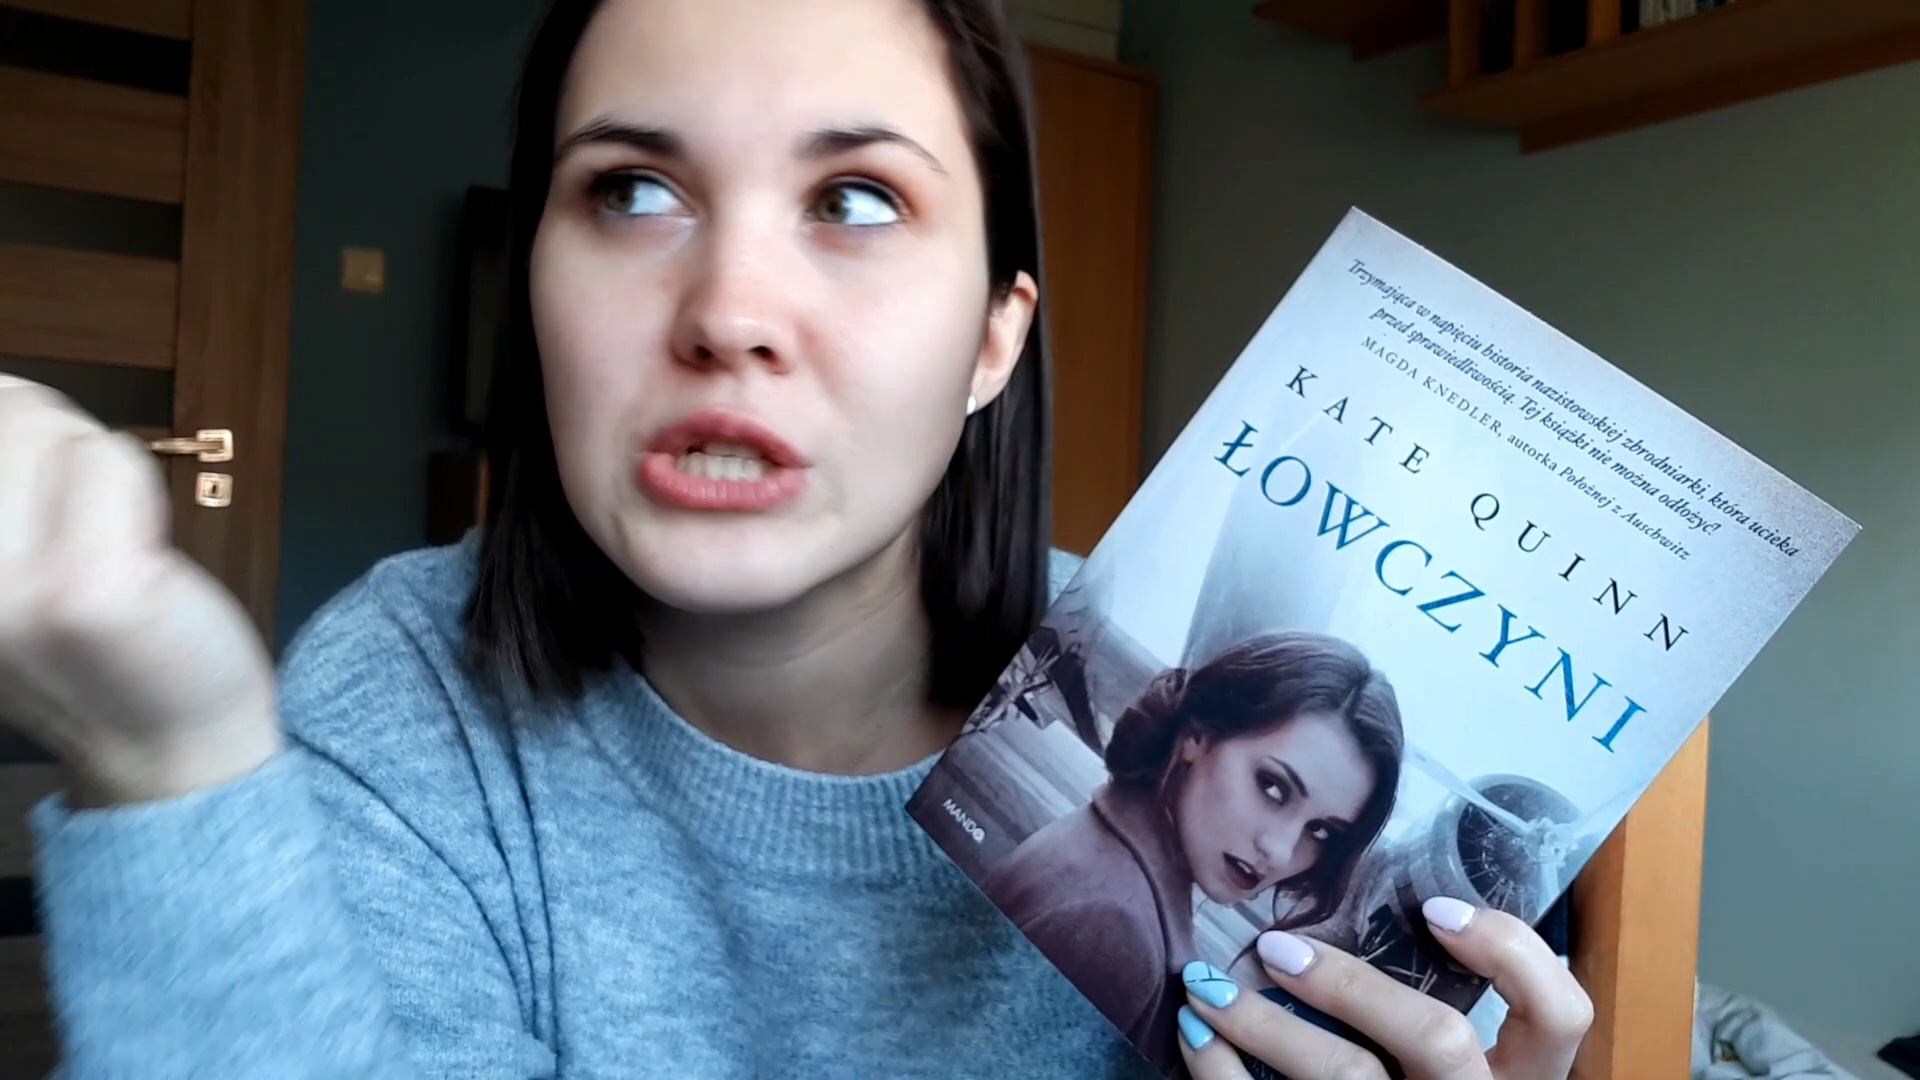 Trzymająca w napięciu historia nazistowskiej zbrodniarki, która ucieka
przed sprawiedliwością. Tej książki nie można odłożyć!
MAGDA KNEDLER, autorka Położnej z Auschwitz
KATE QUINN
ŁOWCZYNI
MANDO